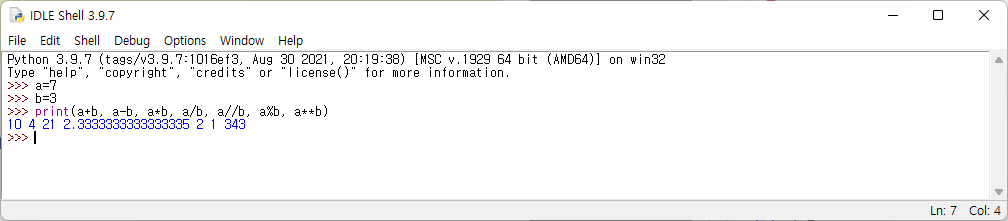 IDLE Shell 3.9.7
File Edit Shell Debug Options Window Help
Python 3.9.7 (tags/v3.9.7:1016ef3, Aug 30 2021, 20:19:38) [MSC v.1929 64 bit (AMD64)] on win32
Type "help", "copyright", "credits" or "license()" for more information.
>>> a=7
>>> b=3
>>> print(a+b, a-b, a*b, a/b, a//b, a%b, a**b)
10 4 21 2.3333333333333335 2 1 343
>>>
Ln: 7 Col: 4